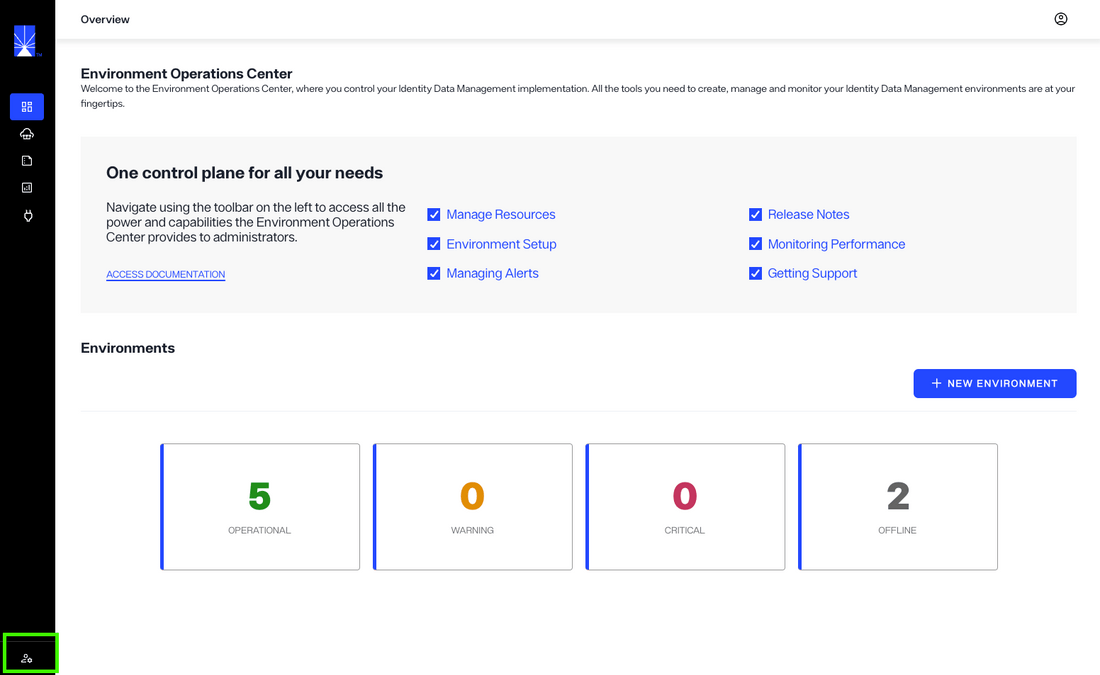 Overview
Environment Operations Center
Welcome to the Environment Operations Center, where you control your Identity Data Management implementation. All the tools you need to create, manage and monitor your Identity Data Management environments are at your
fingertips.
One control plane for all your needs
Navigate using the toolbar on the left to access all the
power and capabilities the Environment Operations
Center provides to administrators.
ACCESS DOCUMENTATION
Manage Resources
Environment Setup
Managing Alerts
Release Notes
Monitoring Performance
Getting Support
Environments
NEW ENVIRONMENT
5
OPERATIONAL
0
WARNING
0
CRITICAL
2
OFFLINE